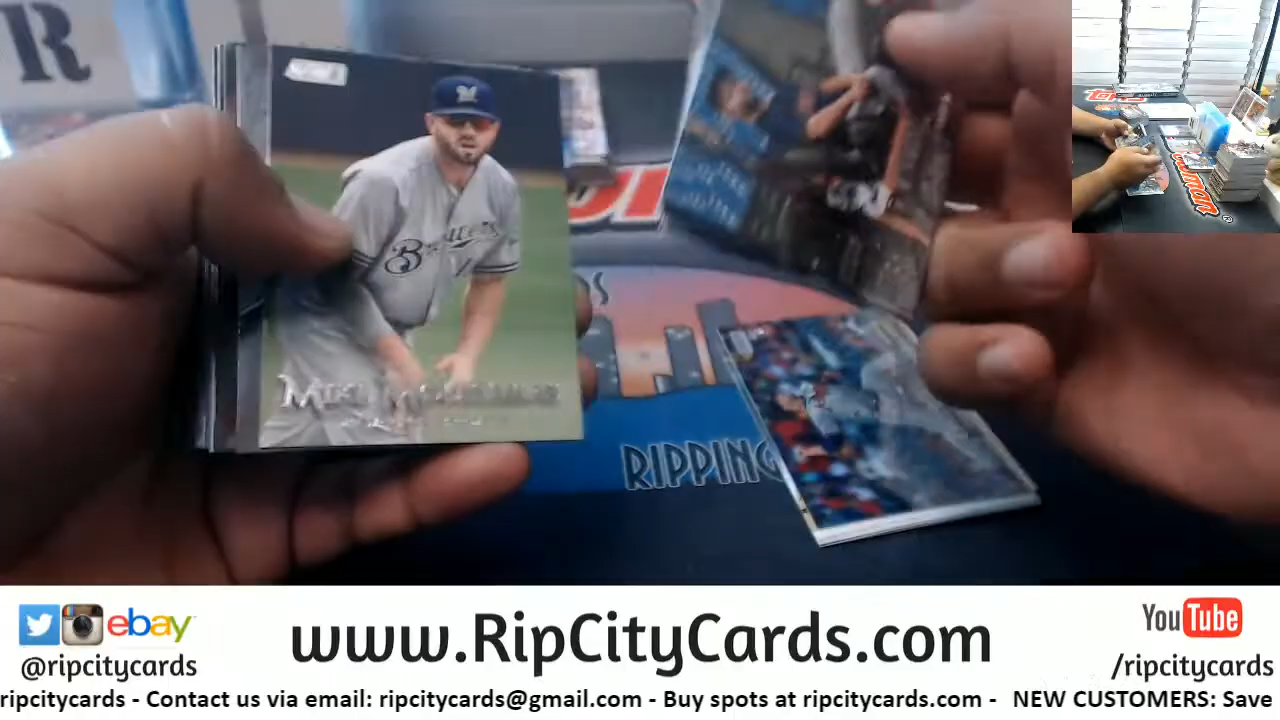 R
Brewers
RIPPING
ebay
www.RipCityCards.com
YouTube
@ripcitycards
/ripcitycards
ripcitycards - Contact us via email: ripcitycards@gmail.com - Buy spots at ripcitycards.com - NEW CUSTOMERS: Save